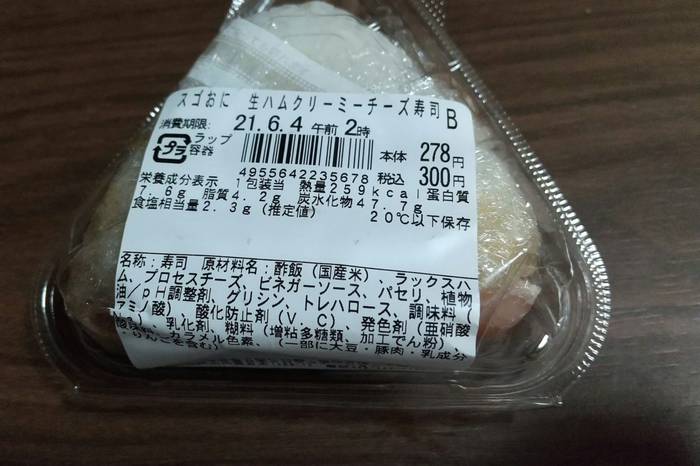 スゴおに 生ハムクリーミーチーズ寿司 B
消費期限: 21.6.4 午前 2時
プラ ラップ 容器
本体 278円
4955642235678 税込 300円
栄養成分表示 1包装当 熱量259kcal 蛋白質
7.6g 脂質4.2g 炭水化物47.7g
食塩相当量2.3g(推定値) 20℃以下保存
名称:寿司 原材料名:酢飯(国産米)、ラックスハ
ム、プロセスチーズ、ビネガーソース、パセリ、植物
油/pH調整剤、グリシン、トレハロース、調味料(
アミノ酸)、酸化防止剤(V.C)、発色剤(亜硝酸
、乳化剤、糊料(増粘多糖類、加工でん粉)、
カラメル色素、(一部に大豆・豚肉・乳成分
・りんごを含む)